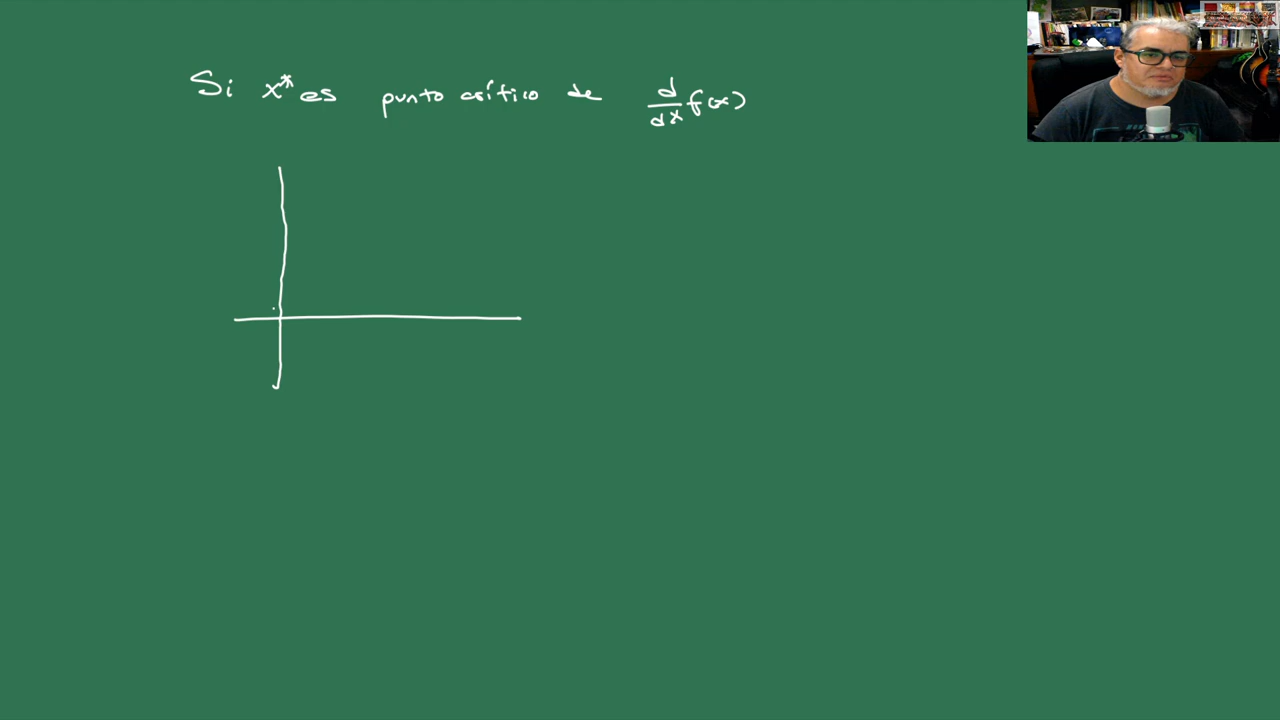 Si x* es punto crítico de d/dx f(x)